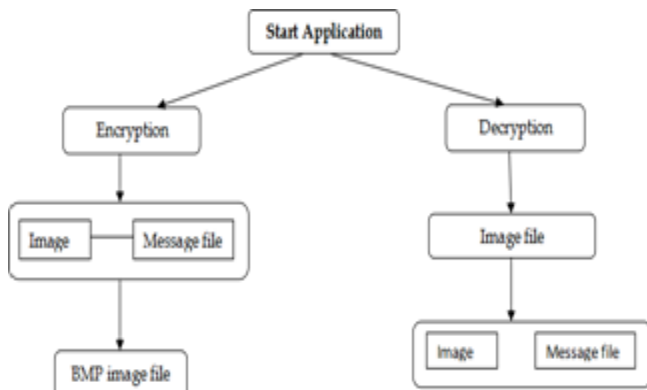 Start Application
Encryption
Decryption
Image
Message file
Image file
BMP image file
Image
Message file